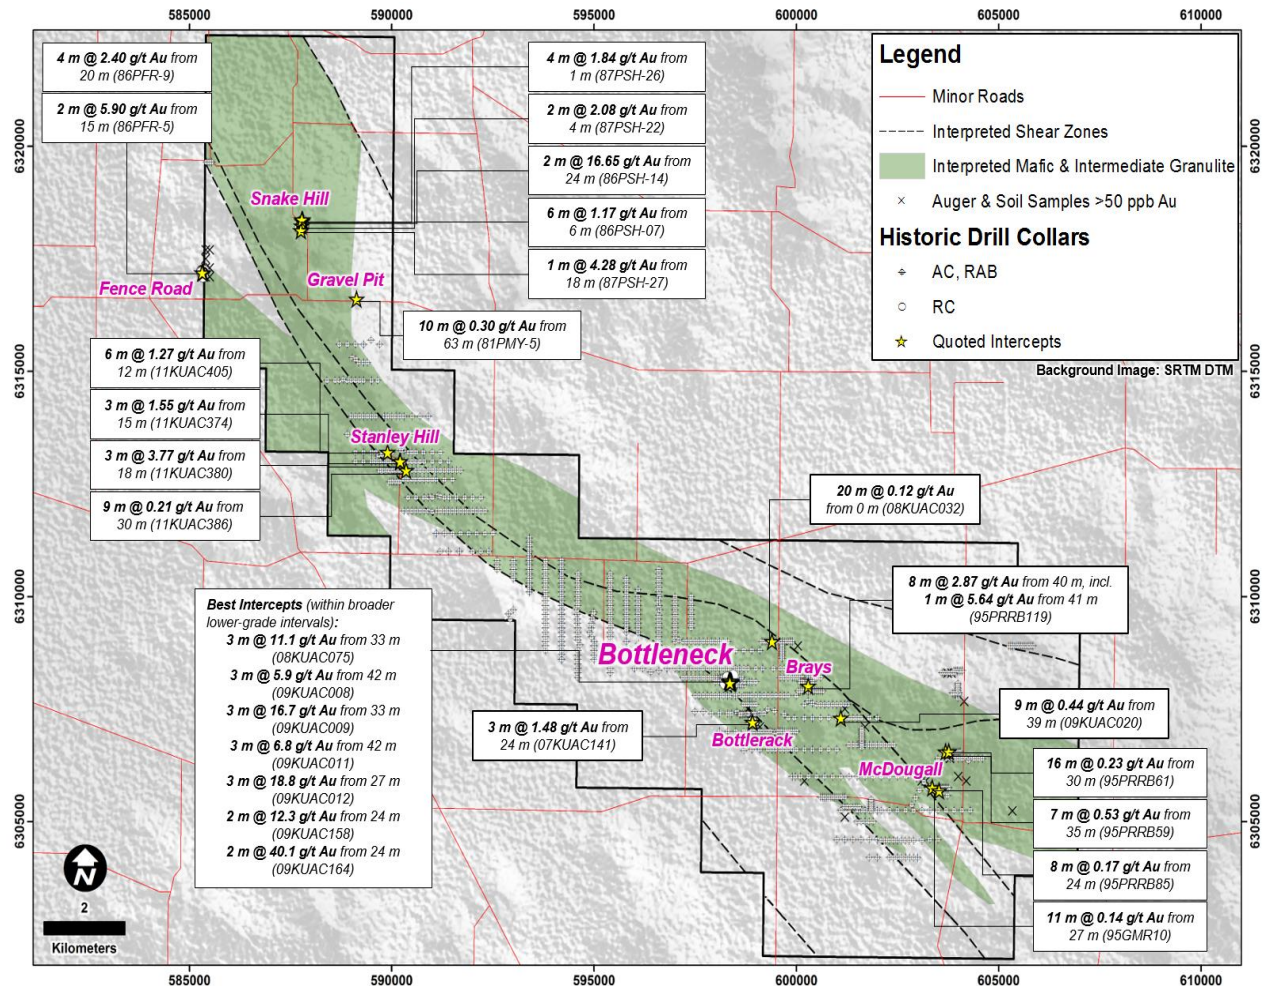 585000
590000
595000
600000
605000
610000
4 m @ 2.40 g/t Au from
20 m (86PFR-9)
2 m @ 5.90 g/t Au from
15 m (86PFR-5)
4 m @ 1.84 g/t Au from
1 m (87PSH-26)
2 m @ 2.08 g/t Au from
4 m (87PSH-22)
2 m @ 16.65 g/t Au from
24 m (86PSH-14)
6 m @ 1.17 g/t Au from
6 m (86PSH-07)
1 m @ 4.28 g/t Au from
18 m (87PSH-27)
Legend
Minor Roads
Interpreted Shear Zones
Interpreted Mafic & Intermediate Granulite
Auger & Soil Samples >50 ppb Au
Historic Drill Collars
AC, RAB
RC
Quoted Intercepts
Background Image: SRTM DTM
6320000
6320000
Snake Hill
Fence Road
Gravel Pit
10 m @ 0.30 g/t Au from
63 m (81PMY-5)
6315000
6315000
6 m @ 1.27 g/t Au from
12 m (11KUAC405)
3 m @ 1.55 g/t Au from
15 m (11KUAC374)
3 m @ 3.77 g/t Au from
18 m (11KUAC380)
9 m @ 0.21 g/t Au from
30 m (11KUAC386)
Stanley Hill
20 m @ 0.12 g/t Au
from 0 m (08KUAC032)
6310000
6310000
8 m @ 2.87 g/t Au from 40 m, incl.
1 m @ 5.64 g/t Au from 41 m
(95PRRB119)
Best Intercepts (within broader
lower-grade intervals):
3 m @ 11.1 g/t Au from 33 m
(08KUAC075)
3 m @ 5.9 g/t Au from 42 m
(09KUAC008)
3 m @ 16.7 g/t Au from 33 m
(09KUAC009)
3 m @ 6.8 g/t Au from 42 m
(09KUAC011)
3 m @ 18.8 g/t Au from 27 m
(09KUAC012)
2 m @ 12.3 g/t Au from 24 m
(09KUAC158)
2 m @ 40.1 g/t Au from 24 m
(09KUAC164)
Bottleneck
Brays
Bottlerack
McDougall
3 m @ 1.48 g/t Au from
24 m (07KUAC141)
9 m @ 0.44 g/t Au from
39 m (09KUAC020)
16 m @ 0.23 g/t Au from
30 m (95PRRB61)
7 m @ 0.53 g/t Au from
35 m (95PRRB59)
8 m @ 0.17 g/t Au from
24 m (95PRRB85)
11 m @ 0.14 g/t Au from
27 m (95GMR10)
6305000
6305000
N
2
Kilometers
585000
590000
595000
600000
605000
610000